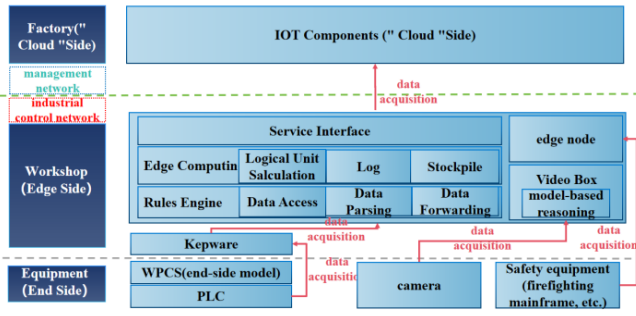 Factory("
Cloud "Side)
IOT Components (" Cloud "Side)
management
network
data
acquisition
industrial
control network
Workshop
(Edge Side)
Service Interface
Edge Computin
Logical Unit
Salculation
Log
Stockpile
Rules Engine
Data Access
Data
Parsing
Data
Forwarding
edge node
Video Box
model-based
reasoning
data
acquisition
data
acquisition
data
acquisition
Kepware
Equipment
(End Side)
WPCS(end-side model)
PLC
data
acquisition
camera
Safety equipment
(firefighting
mainframe, etc.)